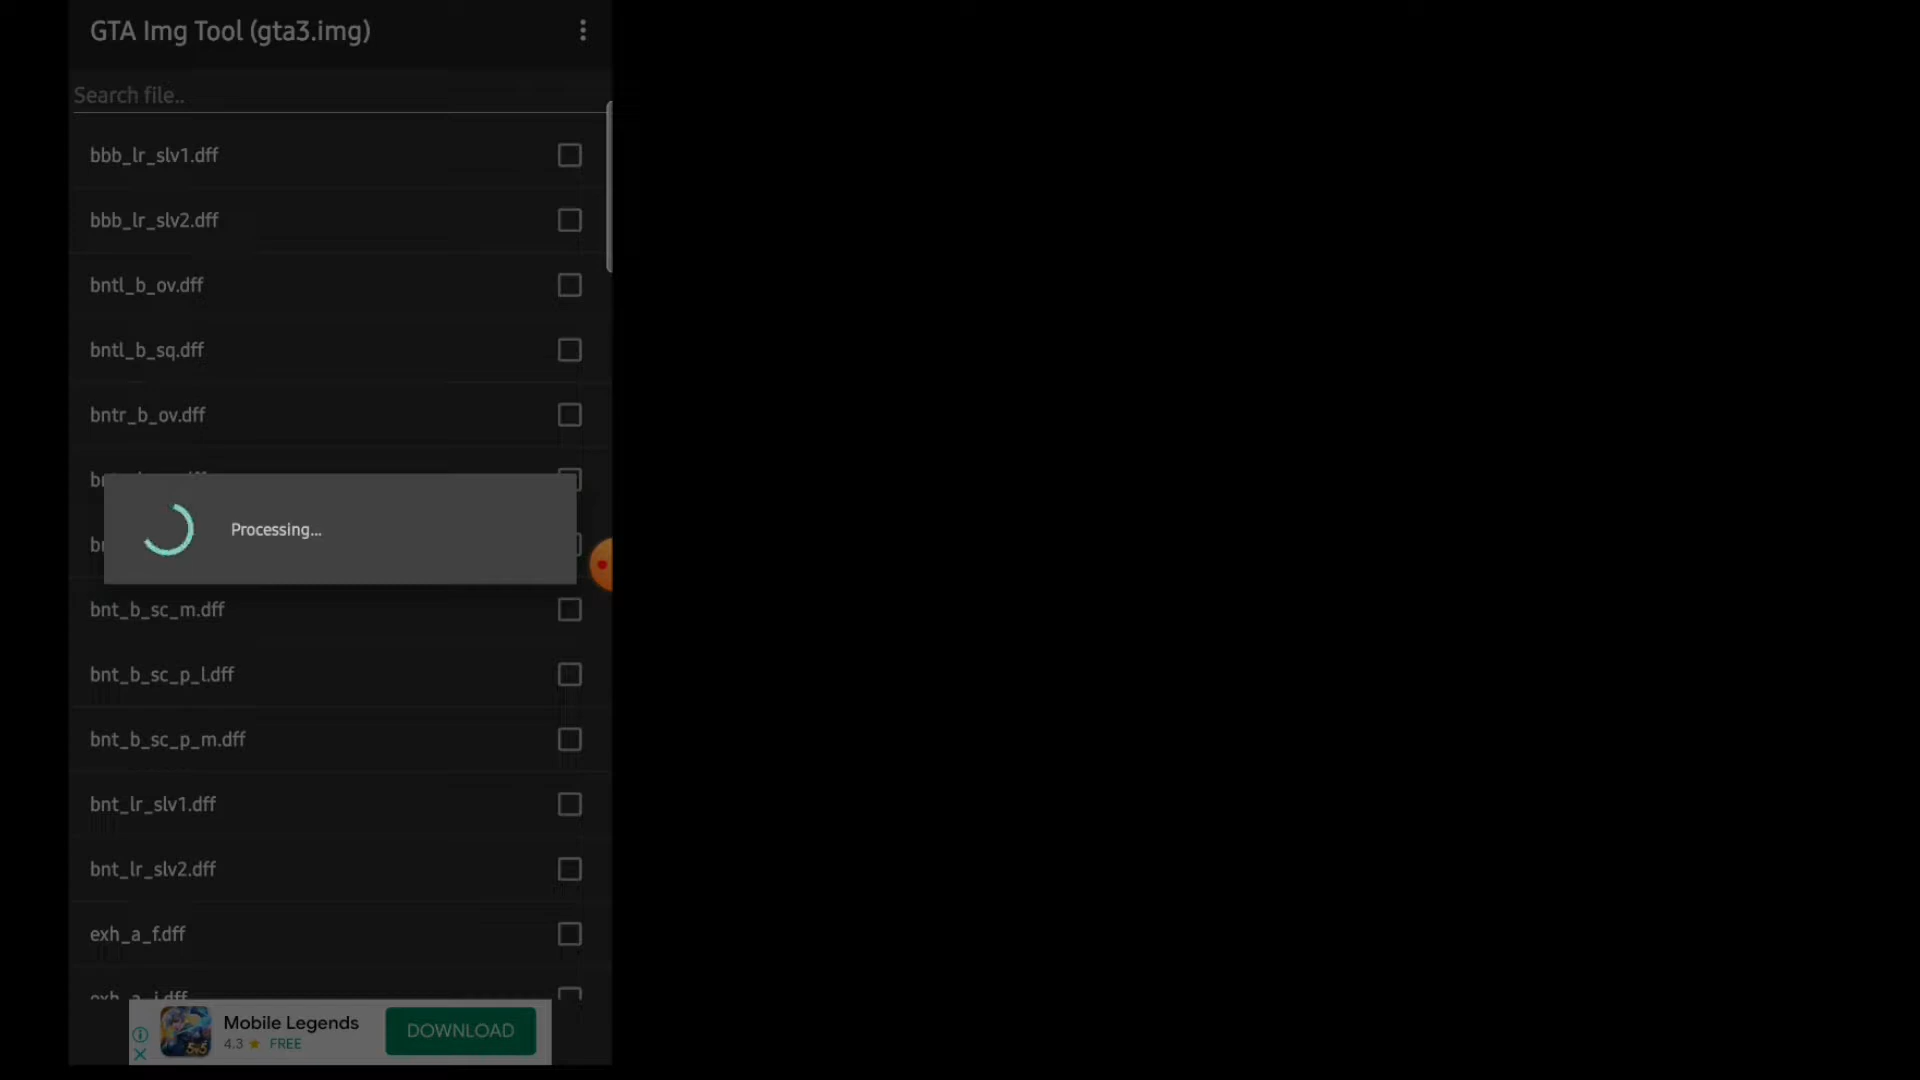 GTA Img Tool (gta3.img)
Search file..
bbb_lr_slv1.dff
bbb_lr_slv2.dff
bntl_b_ov.dff
bntl_b_sq.dff
bntr_b_ov.dff
Processing...
bnt_b_sc_m.dff
bnt_b_sc_p_l.dff
bnt_b_sc_p_m.dff
bnt_lr_slv1.dff
bnt_lr_slv2.dff
exh_a_f.dff
Mobile Legends
4.3 ★ FREE
DOWNLOAD
5v5